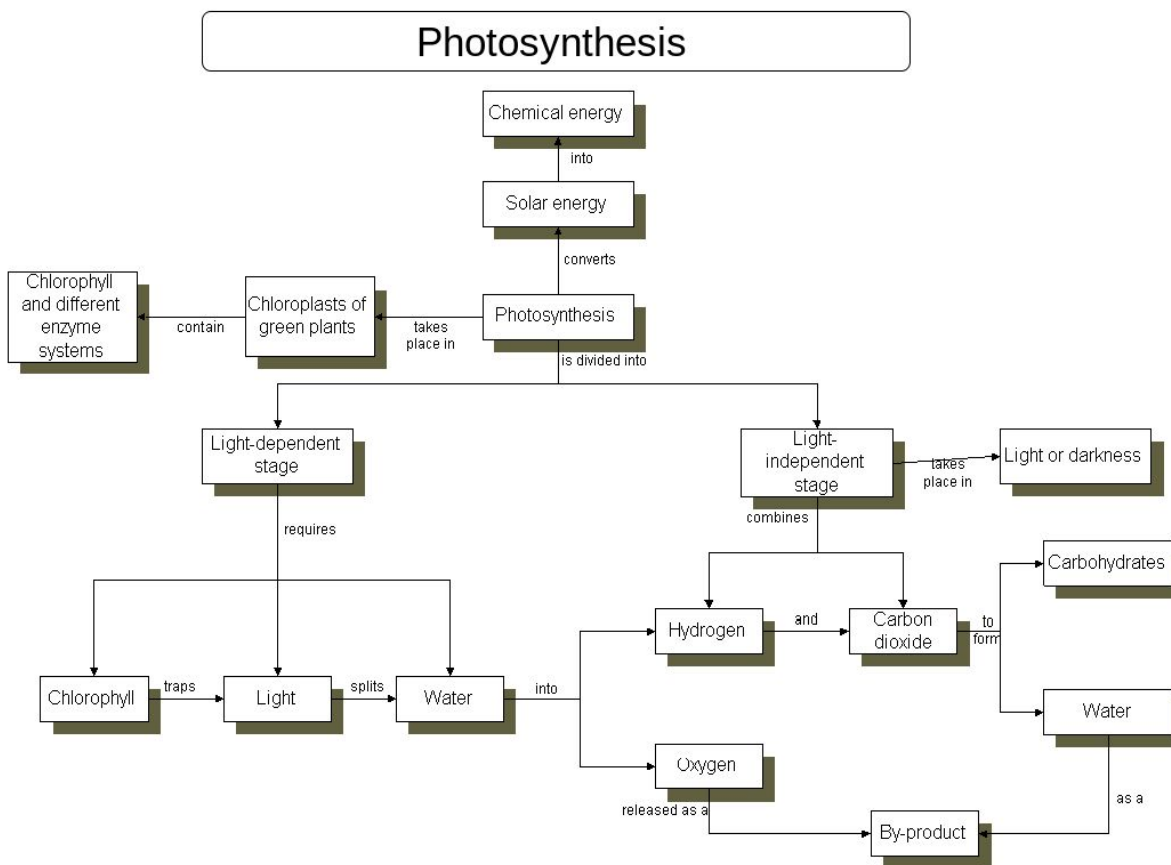 Photosynthesis
Chemical energy
into
Solar energy
converts
Chlorophyll
and different
enzyme
systems
contain
Chloroplasts of
green plants
takes
place in
Photosynthesis
is divided into
Light-dependent
stage
Light-
independent
stage
takes
place in
Light or darkness
requires
combines
Carbohydrates
Hydrogen
and
Carbon
dioxide
to
form
Chlorophyll
traps
Light
splits
Water
into
Water
Oxygen
released as a
as a
By-product